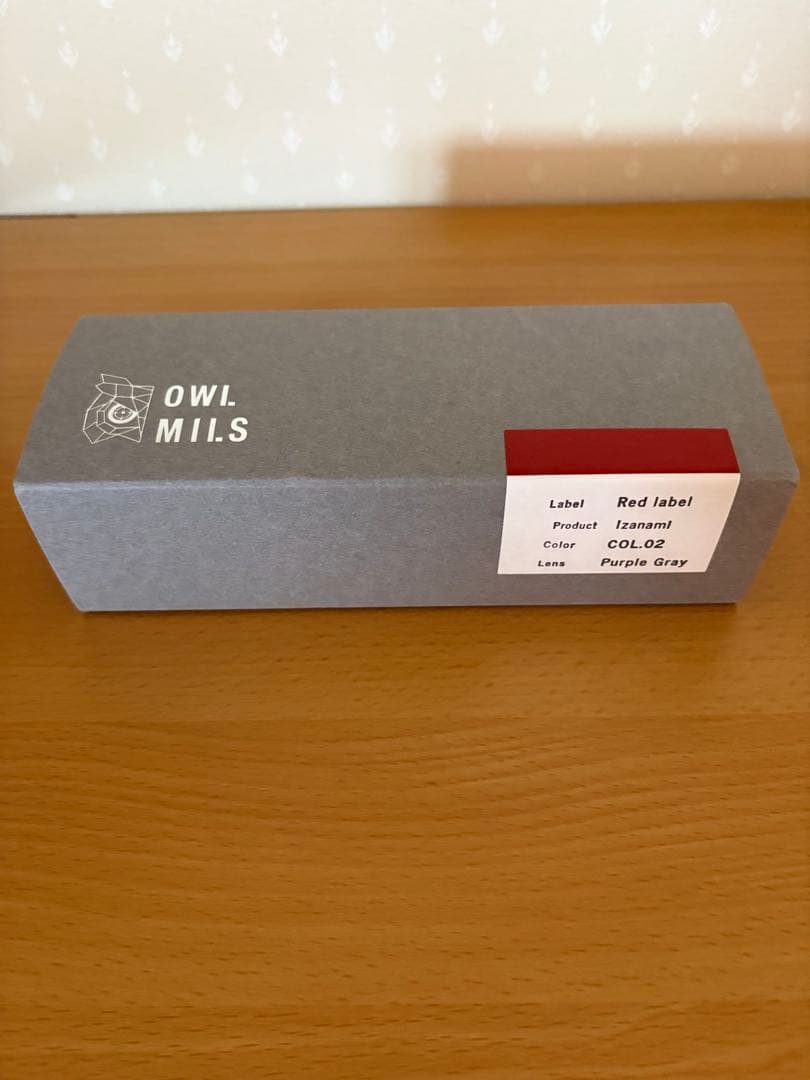 OWL
MILS
Label Red label
Product Izanami
Color COL.02
Lens Purple Gray